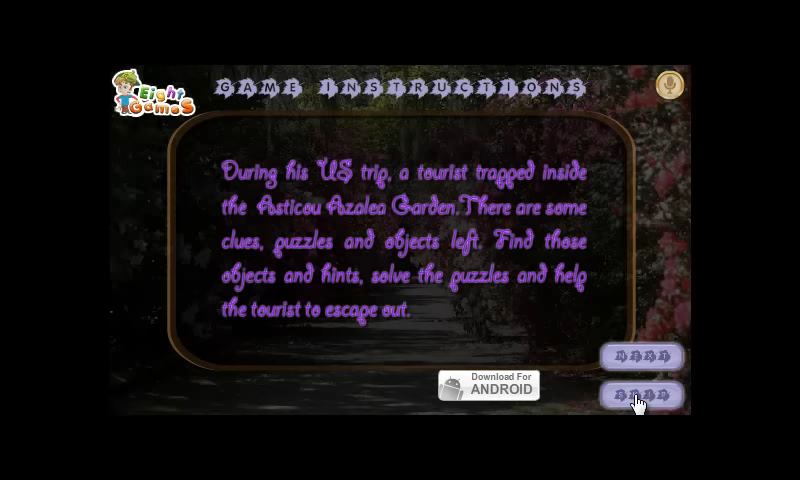 Eight
GameS
GAME INSTRUCTIONS
During his US trip, a tourist trapped inside
the Asticou Azalea Garden.There are some
clues, puzzles and objects left. Find those
objects and hints, solve the puzzles and help
the tourist to escape out.
NEXT
Download For
ANDROID